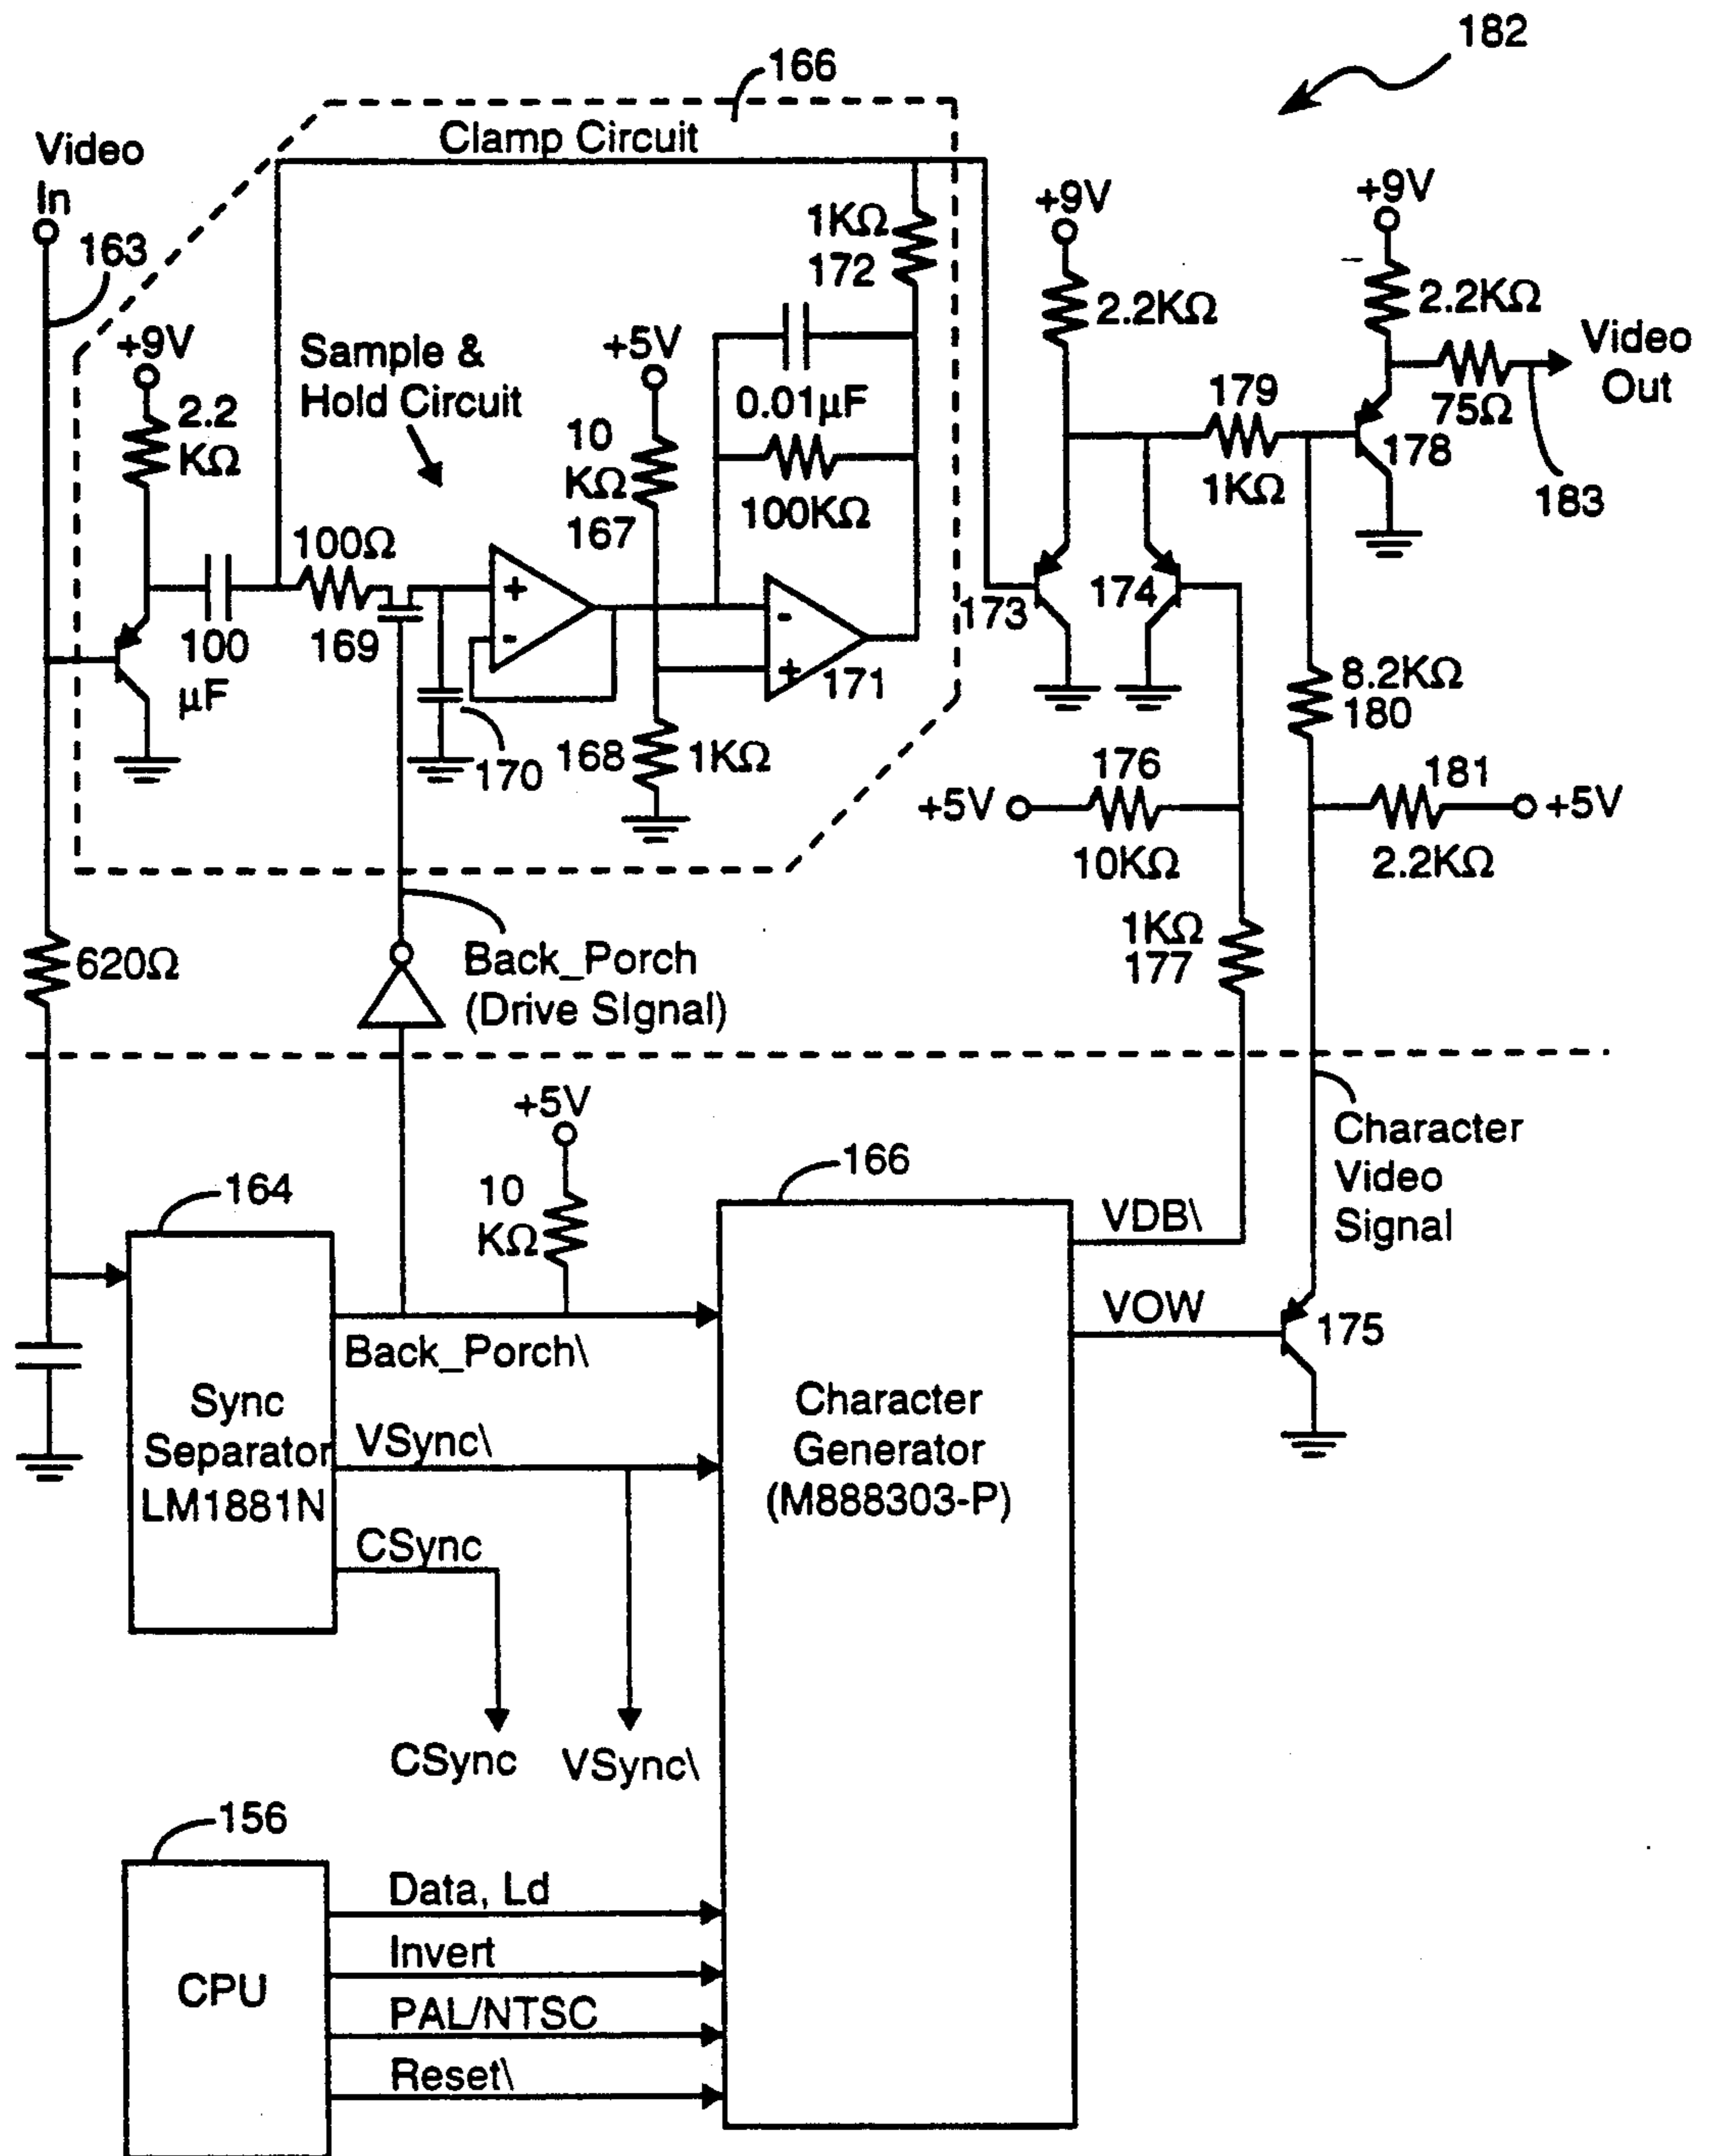 182
166
Clamp Circuit
Video
In
163
+9V
2.2
KΩ
Sample &
Hold Circuit
+5V
10
KΩ
167
1KΩ
172
0.01µF
100KΩ
+9V
2.2KΩ
+9V
2.2KΩ
Video
Out
75Ω
179
1KΩ
178
183
100Ω
169
100
µF
+
-
170
168
1KΩ
-
+
171
173
174
8.2KΩ
180
176
+5V
10KΩ
181
+5V
2.2KΩ
1KΩ
177
620Ω
Back_Porch
(Drive SIgnal)
+5V
10
KΩ
Character
Video
Signal
164
166
VDB\
VOW
175
Back_Porch\
Sync
Separator
LM1881N
VSync\
CSync
Character
Generator
(M888303-P)
CSync
VSync\
156
CPU
Data, Ld
Invert
PAL/NTSC
Reset\